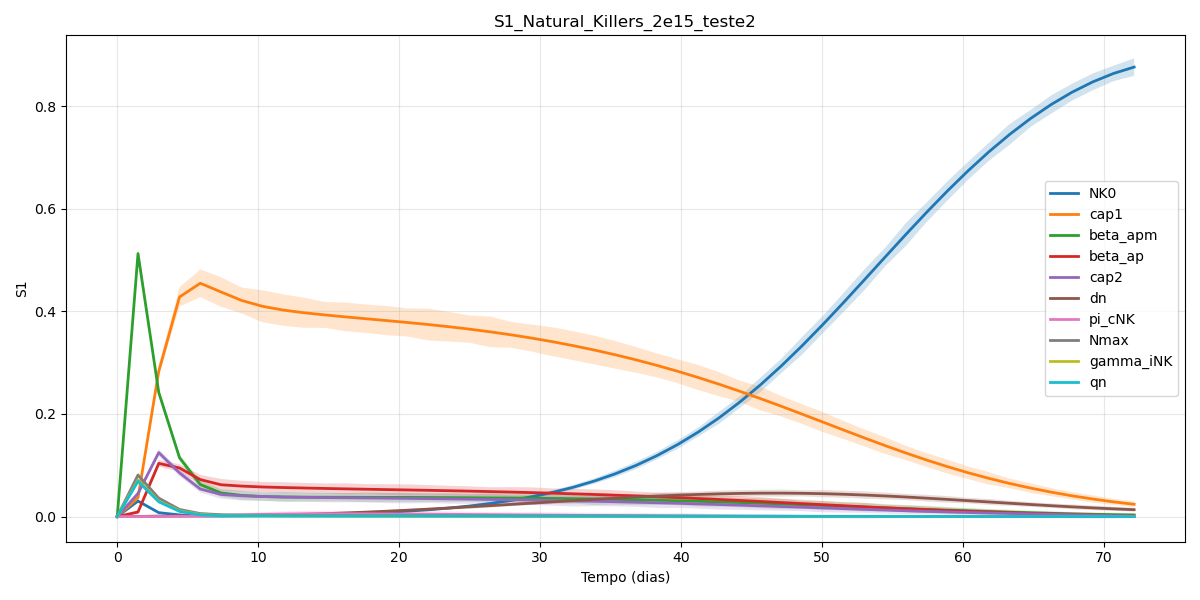 S1_Natural_Killers_2e15_teste2
S1
0.8
0.6
0.4
0.2
0.0
0 10 20 30 40 50 60 70
Tempo (dias)
NK0
cap1
beta_apm
beta_ap
cap2
dn
pi_cNK
Nmax
gamma_iNK
qn